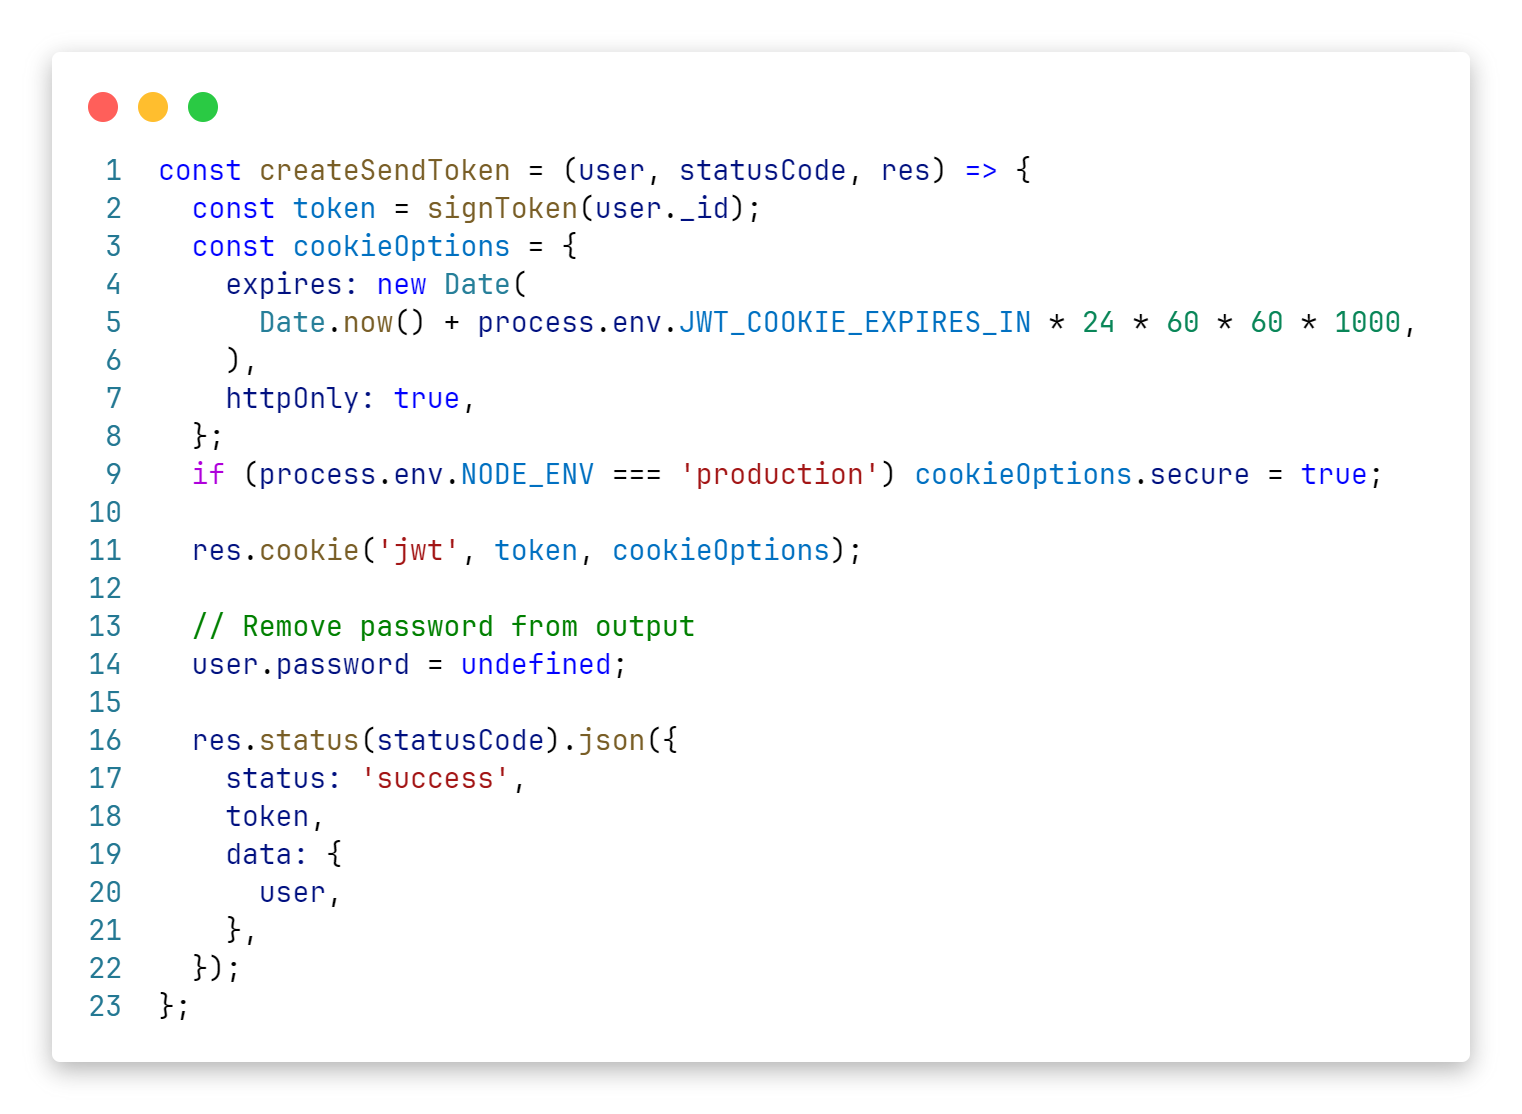 1 const createSendToken = (user, statusCode, res) => {
2   const token = signToken(user._id);
3   const cookieOptions = {
4     expires: new Date(
5       Date.now() + process.env.JWT_COOKIE_EXPIRES_IN * 24 * 60 * 60 * 1000,
6     ),
7     httpOnly: true,
8   };
9   if (process.env.NODE_ENV === 'production') cookieOptions.secure = true;
10
11   res.cookie('jwt', token, cookieOptions);
12
13   // Remove password from output
14   user.password = undefined;
15
16   res.status(statusCode).json({
17     status: 'success',
18     token,
19     data: {
20       user,
21     },
22   });
23 };